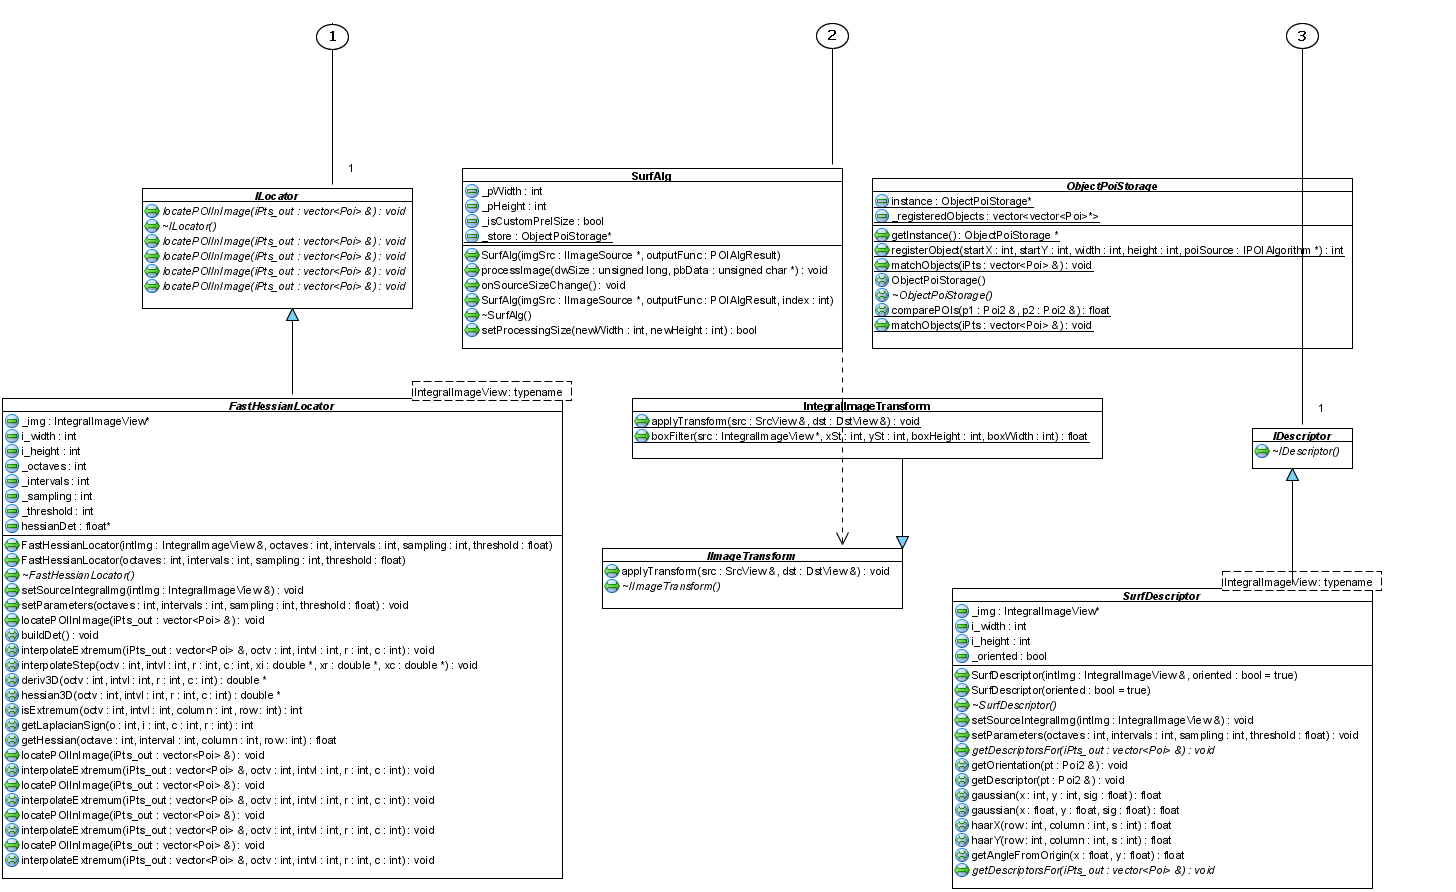 1
2
3
1
ILocator
locatePOIInImage(iPts_out : vector<Poi> &) : void
~ILocator()
locatePOIInImage(iPts_out : vector<Poi> &) : void
locatePOIInImage(iPts_out : vector<Poi> &) : void
locatePOIInImage(iPts_out : vector<Poi> &) : void
locatePOIInImage(iPts_out : vector<Poi> &) : void
SurfAlg
_pWidth : int
_pHeight : int
_isCustomPrelSize : bool
_store : ObjectPoiStorage*
SurfAlg(imgSrc : IImageSource *, outputFunc : POIAlgResult)
processImage(dwSize : unsigned long, pbData : unsigned char *) : void
onSourceSizeChange() : void
SurfAlg(imgSrc : IImageSource *, outputFunc : POIAlgResult, index : int)
~SurfAlg()
setProcessingSize(newWidth : int, newHeight : int) : bool
ObjectPoiStorage
instance : ObjectPoiStorage*
_registeredObjects : vector<vector<Poi>*>
getInstance() : ObjectPoiStorage *
registerObject(startX : int, startY : int, width : int, height : int, poiSource : IPOIAlgorithm *) : int
matchObjects(iPts : vector<Poi> &) : void
ObjectPoiStorage()
~ObjectPoiStorage()
comparePOIs(p1 : Poi2 &, p2 : Poi2 &) : float
matchObjects(iPts : vector<Poi> &) : void
IntegralImageView: typename
FastHessianLocator
_img : IntegralImageView*
i_width : int
i_height : int
_octaves : int
_intervals : int
_sampling : int
_threshold : int
hessianDet : float*
FastHessianLocator(intImg : IntegralImageView &, octaves : int, intervals : int, sampling : int, threshold : float)
FastHessianLocator(octaves : int, intervals : int, sampling : int, threshold : float)
~FastHessianLocator()
setSourceIntegralImg(intImg : IntegralImageView &) : void
setParameters(octaves : int, intervals : int, sampling : int, threshold : float) : void
locatePOIInImage(iPts_out : vector<Poi> &) : void
buildDet() : void
interpolateExtremum(iPts_out : vector<Poi> &, octv : int, intvl : int, r : int, c : int) : void
interpolateStep(octv : int, intvl : int, r : int, c : int, xi : double *, xr : double *, xc : double *) : void
deriv3D(octv : int, intvl : int, r : int, c : int) : double *
hessian3D(octv : int, intvl : int, r : int, c : int) : double *
isExtremum(octv : int, intvl : int, column : int, row : int) : int
getLaplacianSign(o : int, i : int, c : int, r : int) : int
getHessian(octave : int, interval : int, column : int, row: int) : float
locatePOIInImage(iPts_out : vector<Poi> &) : void
interpolateExtremum(iPts_out : vector<Poi> &, octv : int, intvl : int, r : int, c : int) : void
locatePOIInImage(iPts_out : vector<Poi> &) : void
interpolateExtremum(iPts_out : vector<Poi> &, octv : int, intvl : int, r : int, c : int) : void
locatePOIInImage(iPts_out : vector<Poi> &) : void
interpolateExtremum(iPts_out : vector<Poi> &, octv : int, intvl : int, r : int, c : int) : void
locatePOIInImage(iPts_out : vector<Poi> &) : void
interpolateExtremum(iPts_out : vector<Poi> &, octv : int, intvl : int, r : int, c : int) : void
IntegralImageTransform
applyTransform(src : SrcView &, dst : DstView &) : void
boxFilter(src : IntegralImageView *, xSt : int, ySt : int, boxHeight : int, boxWidth : int) : float
IImageTransform
applyTransform(src : SrcView &, dst : DstView &) : void
~IImageTransform()
1
IDescriptor
~IDescriptor()
IntegralImageView: typename
SurfDescriptor
_img : IntegralImageView*
i_width : int
i_height : int
_oriented : bool
SurfDescriptor(intImg : IntegralImageView &, oriented : bool = true)
SurfDescriptor(oriented : bool = true)
~SurfDescriptor()
setSourceIntegralImg(intImg : IntegralImageView &) : void
setParameters(octaves : int, intervals : int, sampling : int, threshold : float) : void
getDescriptorsFor(iPts_out : vector<Poi> &) : void
getOrientation(pt : Poi2 &) : void
getDescriptor(pt : Poi2 &) : void
gaussian(x : int, y : int, sig : float) : float
gaussian(x : float, y : float, sig : float) : float
haarX(row: int, column : int, s : int) : float
haarY(row: int, column : int, s : int) : float
getAngleFromOrigin(x : float, y : float) : float
getDescriptorsFor(iPts_out : vector<Poi> &) : void